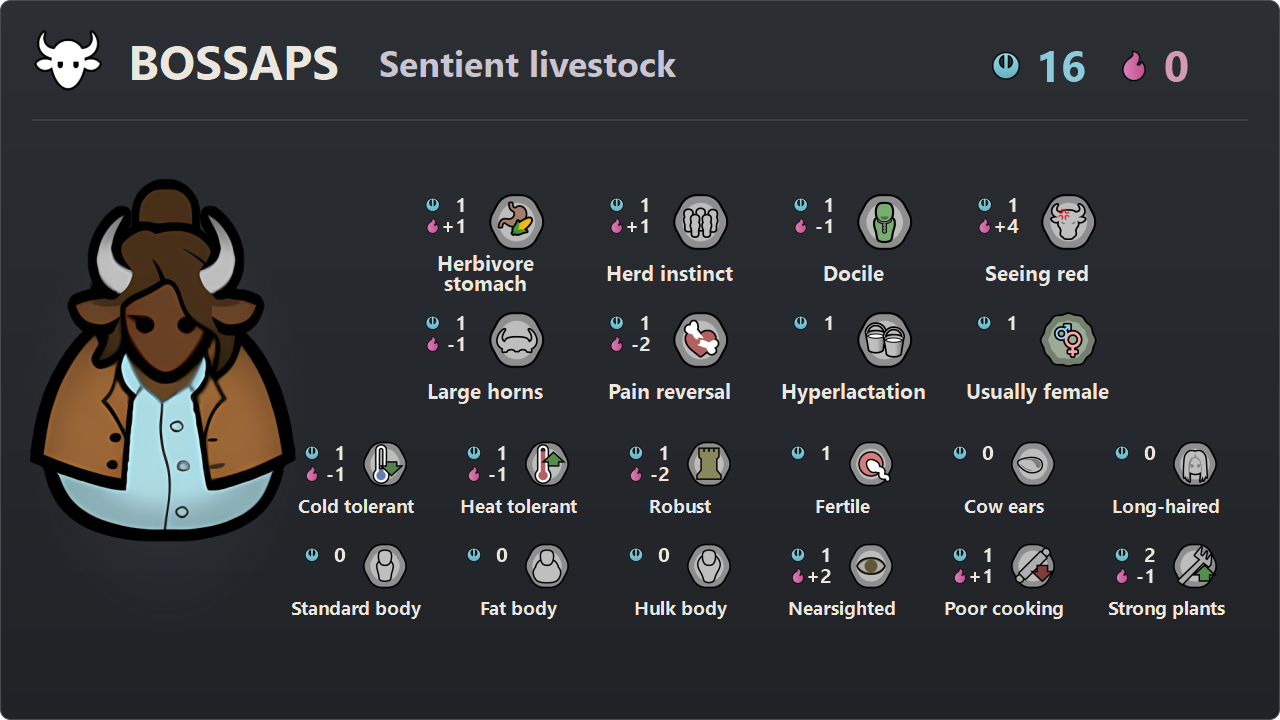 BOSSAPS Sentient livestock 16 0
1 1 1 1
+1 +1 -1 +4
Herbivore stomach Herd instinct Docile Seeing red
1 1 1 1
-1 -2
Large horns Pain reversal Hyperlactation Usually female
1 1 1 1 0 0
-1 -1 -2
Cold tolerant Heat tolerant Robust Fertile Cow ears Long-haired
0 0 0 1 1 2
+2 +1 -1
Standard body Fat body Hulk body Nearsighted Poor cooking Strong plants